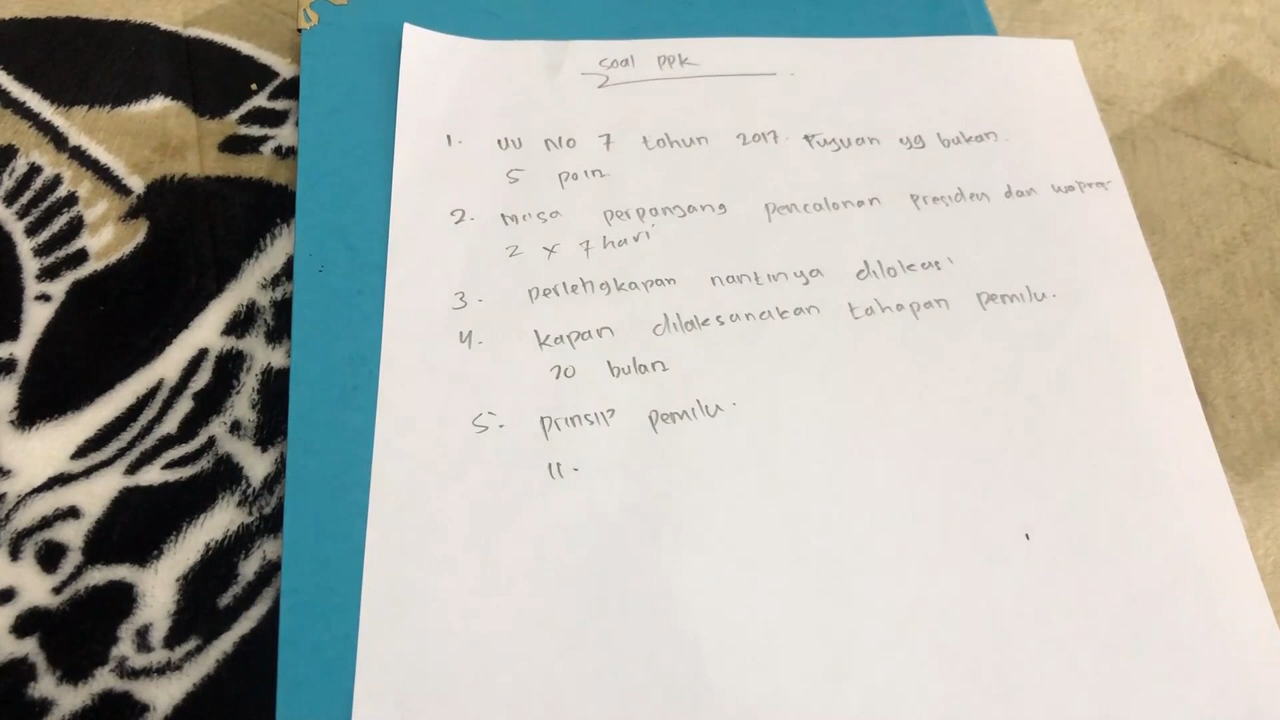 soal PPK
1. UU No 7 tahun 2017. Tujuan yg bukan.
5 poin.
2. Masa perpanjang pencalonan presiden dan wapres
2 x 7 hari
3. perlengkapan nantinya dilokasi
4. kapan dilaksanakan tahapan pemilu.
20 bulan
5. prinsip pemilu.
11.